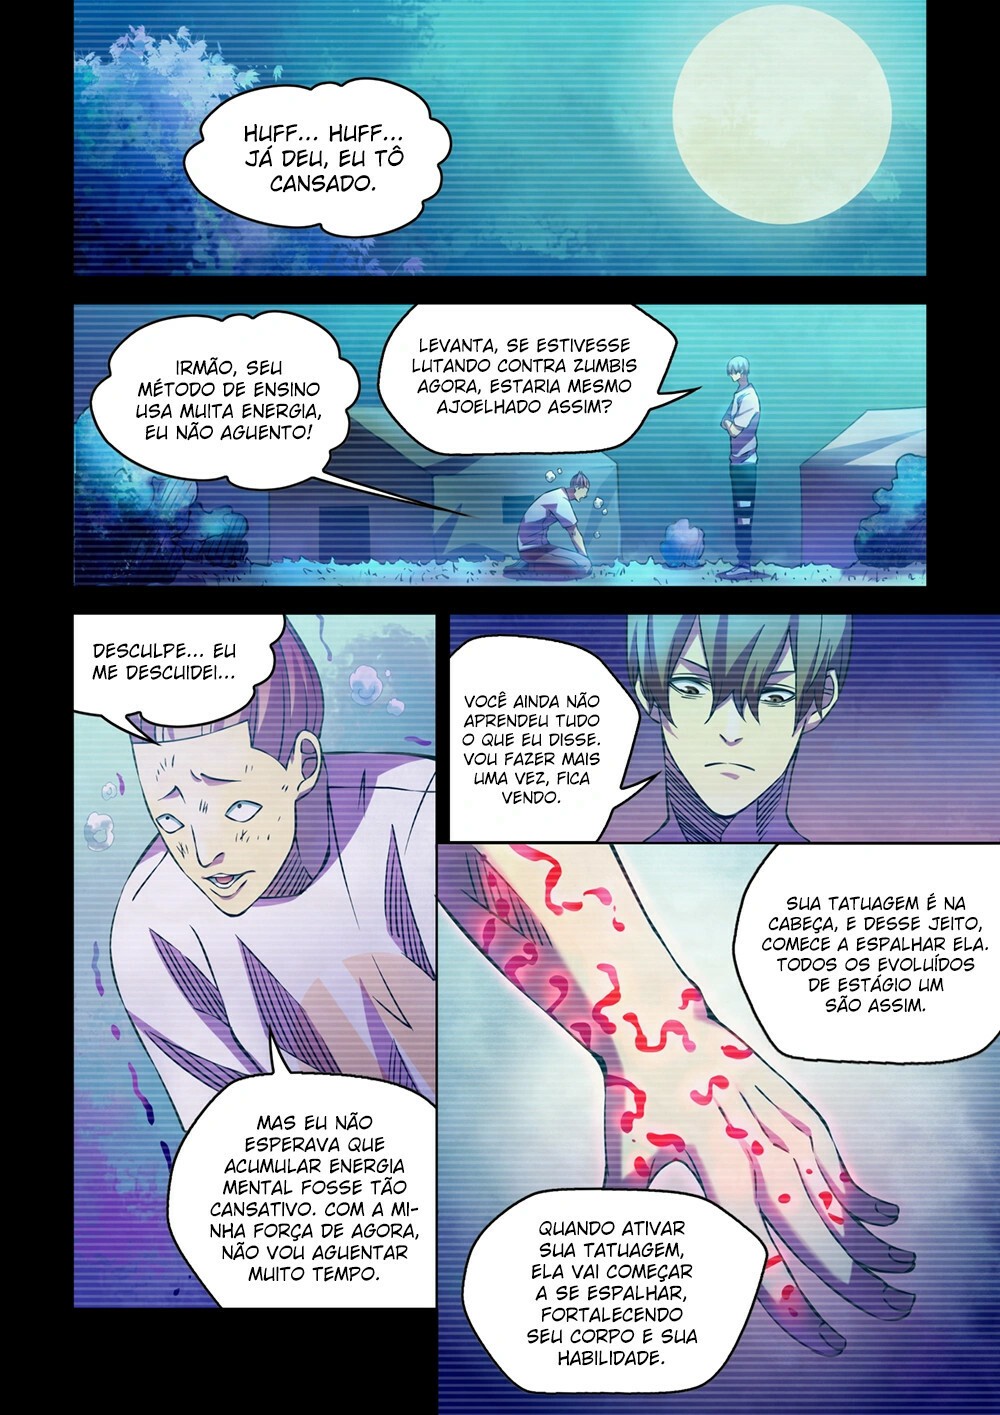 HUFF... HUFF...
JÁ DEU, EU TÔ
CANSADO.
LEVANTA, SE ESTIVESSE
LUTANDO CONTRA ZUMBIS
AGORA, ESTARIA MESMO
AJOELHADO ASSIM?
IRMÃO, SEU
MÉTODO DE ENSINO
USA MUITA ENERGIA,
EU NÃO AGUENTO!
DESCULPE... EU
ME DESCUIDEI...
MAS EU NÃO
ESPERAVA QUE
ACUMULAR ENERGIA
MENTAL FOSSE TÃO
CANSATIVO. COM A MI-
NHA FORÇA DE AGORA,
NÃO VOU AGUENTAR
MUITO TEMPO.
VOCÊ AINDA NÃO
APRENDEU TUDO
O QUE EU DISSE.
VOU FAZER MAIS
UMA VEZ, FICA
VENDO.
SUA TATUAGEM É NA
CABEÇA, E DESSE JEITO,
COMECE A ESPALHAR ELA.
TODOS OS EVOLUÍDOS
DE ESTÁGIO UM
SÃO ASSIM.
QUANDO ATIVAR
SUA TATUAGEM,
ELA VAI COMEÇAR
A SE ESPALHAR,
FORTALECENDO
SEU CORPO E SUA
HABILIDADE.